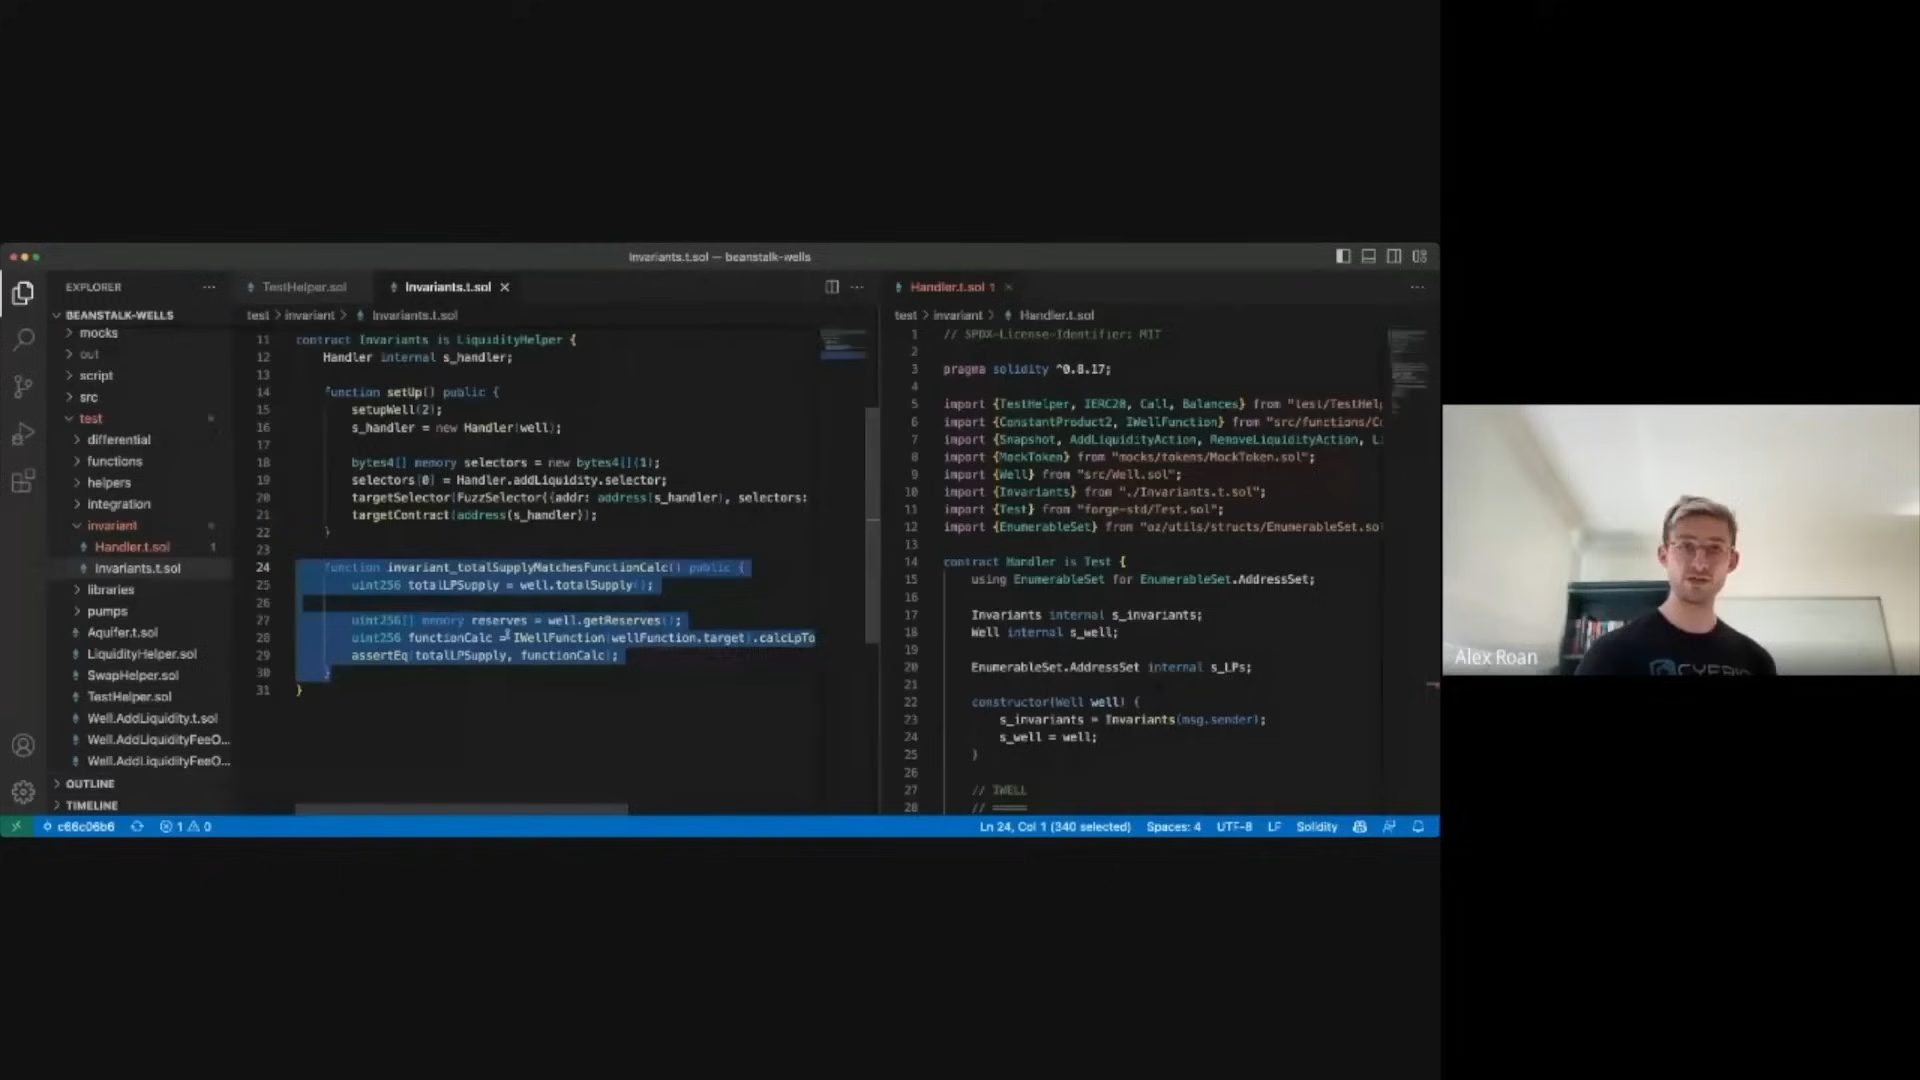 Invariants.t.sol — beanstalk-wells
EXPLORER
BEANSTALK-WELLS
mocks
out
script
src
test
differential
functions
helpers
integration
invariant
Handler.t.sol 1
Invariants.t.sol
libraries
pumps
Aquifer.t.sol
LiquidityHelper.sol
SwapHelper.sol
TestHelper.sol
Well.AddLiquidity.t.sol
Well.AddLiquidityFeeO...
Well.AddLiquidityFeeO...
OUTLINE
TIMELINE
TestHelper.sol Invariants.t.sol
test > invariant > Invariants.t.sol
11 contract Invariants is LiquidityHelper {
12 Handler internal s_handler;
13
14 function setUp() public {
15 setupWell(2);
16 s_handler = new Handler(well);
17
18 bytes4[] memory selectors = new bytes4[](1);
19 selectors[0] = Handler.addLiquidity.selector;
20 targetSelector(FuzzSelector({addr: address(s_handler), selectors:
21 targetContract(address(s_handler));
22 }
23
24 function invariant_totalSupplyMatchesFunctionCalc() public {
25 uint256 totalLPSupply = well.totalSupply();
26
27 uint256[] memory reserves = well.getReserves();
28 uint256 functionCalc = IWellFunction(wellFunction.target).calcLpTo
29 assertEq(totalLPSupply, functionCalc);
30 }
31 }
Handler.t.sol 1
test > invariant > Handler.t.sol
1 // SPDX-License-Identifier: MIT
2
3 pragma solidity ^0.8.17;
4
5 import {TestHelper, IERC20, Call, Balances} from "test/TestHelp
6 import {ConstantProduct2, IWellFunction} from "src/functions/Co
7 import {Snapshot, AddLiquidityAction, RemoveLiquidityAction, Li
8 import {MockToken} from "mocks/tokens/MockToken.sol";
9 import {Well} from "src/Well.sol";
10 import {Invariants} from "./Invariants.t.sol";
11 import {Test} from "forge-std/Test.sol";
12 import {EnumerableSet} from "oz/utils/structs/EnumerableSet.so
13
14 contract Handler is Test {
15 using EnumerableSet for EnumerableSet.AddressSet;
16
17 Invariants internal s_invariants;
18 Well internal s_well;
19
20 EnumerableSet.AddressSet internal s_LPs;
21
22 constructor(Well well) {
23 s_invariants = Invariants(msg.sender);
24 s_well = well;
25 }
26
27 // IWELL
28 // =====
c66c06b6 1 0 Ln 24, Col 1 (340 selected) Spaces: 4 UTF-8 LF Solidity
Alex Roan